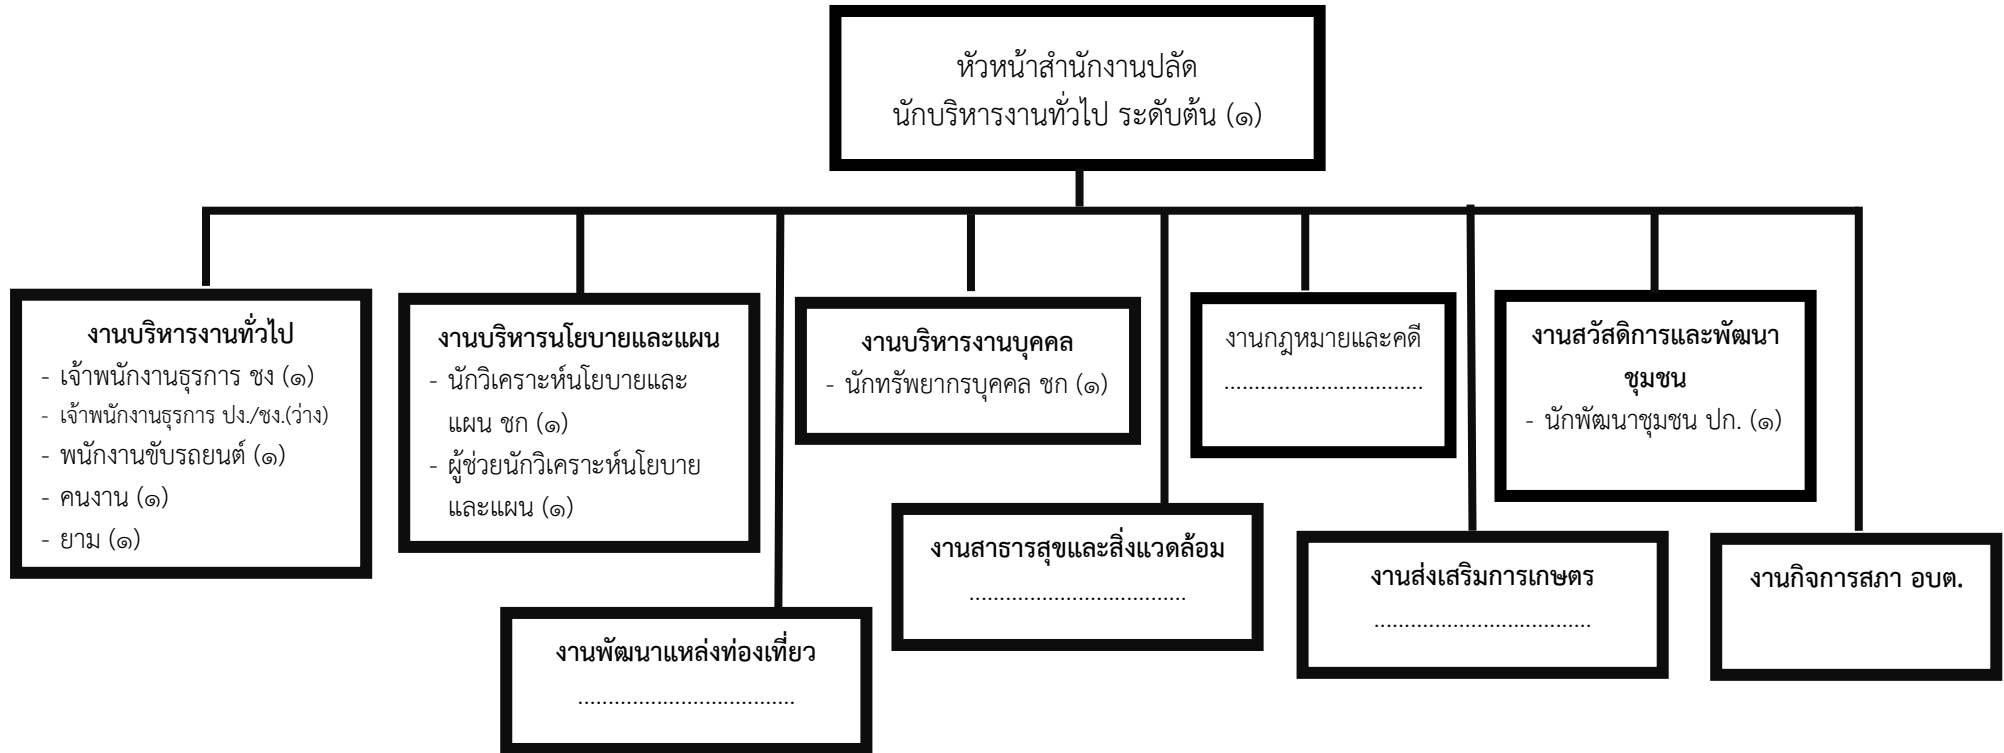 หัวหน้าสำนักงานปลัด
นักบริหารงานทั่วไป ระดับต้น (๑)
งานบริหารงานทั่วไป
- เจ้าพนักงานธุรการ ชง (๑)
- เจ้าพนักงานธุรการ ปง./ชง.(ว่าง)
- พนักงานขับรถยนต์ (๑)
- คนงาน (๑)
- ยาม (๑)
งานบริหารนโยบายและแผน
- นักวิเคราะห์นโยบายและ
แผน ชก (๑)
- ผู้ช่วยนักวิเคราะห์นโยบาย
และแผน (๑)
งานบริหารงานบุคคล
- นักทรัพยากรบุคคล ชก (๑)
งานกฎหมายและคดี
.................................
งานสวัสดิการและพัฒนา
ชุมชน
- นักพัฒนาชุมชน ปก. (๑)
งานพัฒนาแหล่งท่องเที่ยว
....................................
งานสาธารสุขและสิ่งแวดล้อม
....................................
งานส่งเสริมการเกษตร
....................................
งานกิจการสภา อบต.